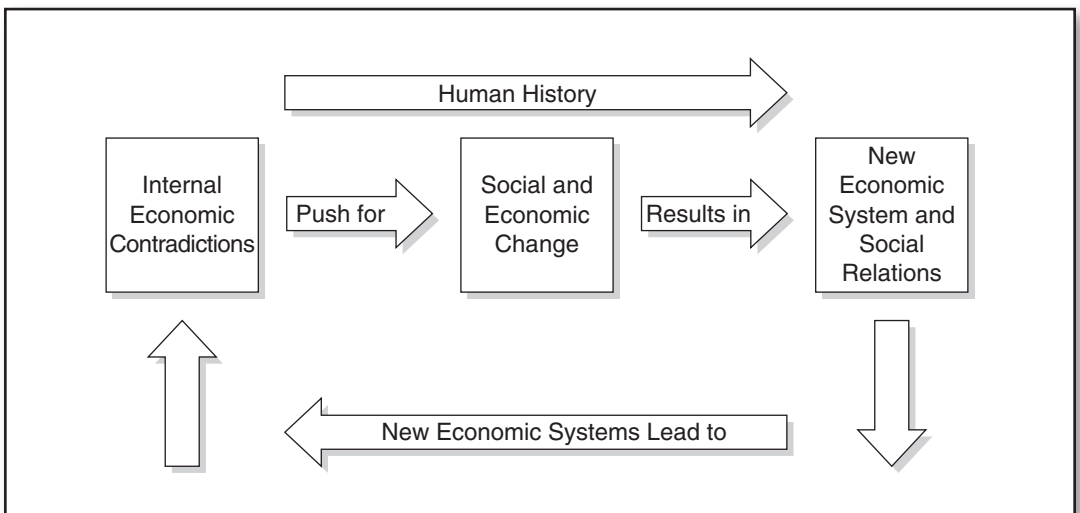 Human History
Internal
Economic
Contradictions
Push for
Social and
Economic
Change
Results in
New
Economic
System and
Social
Relations
New Economic Systems Lead to